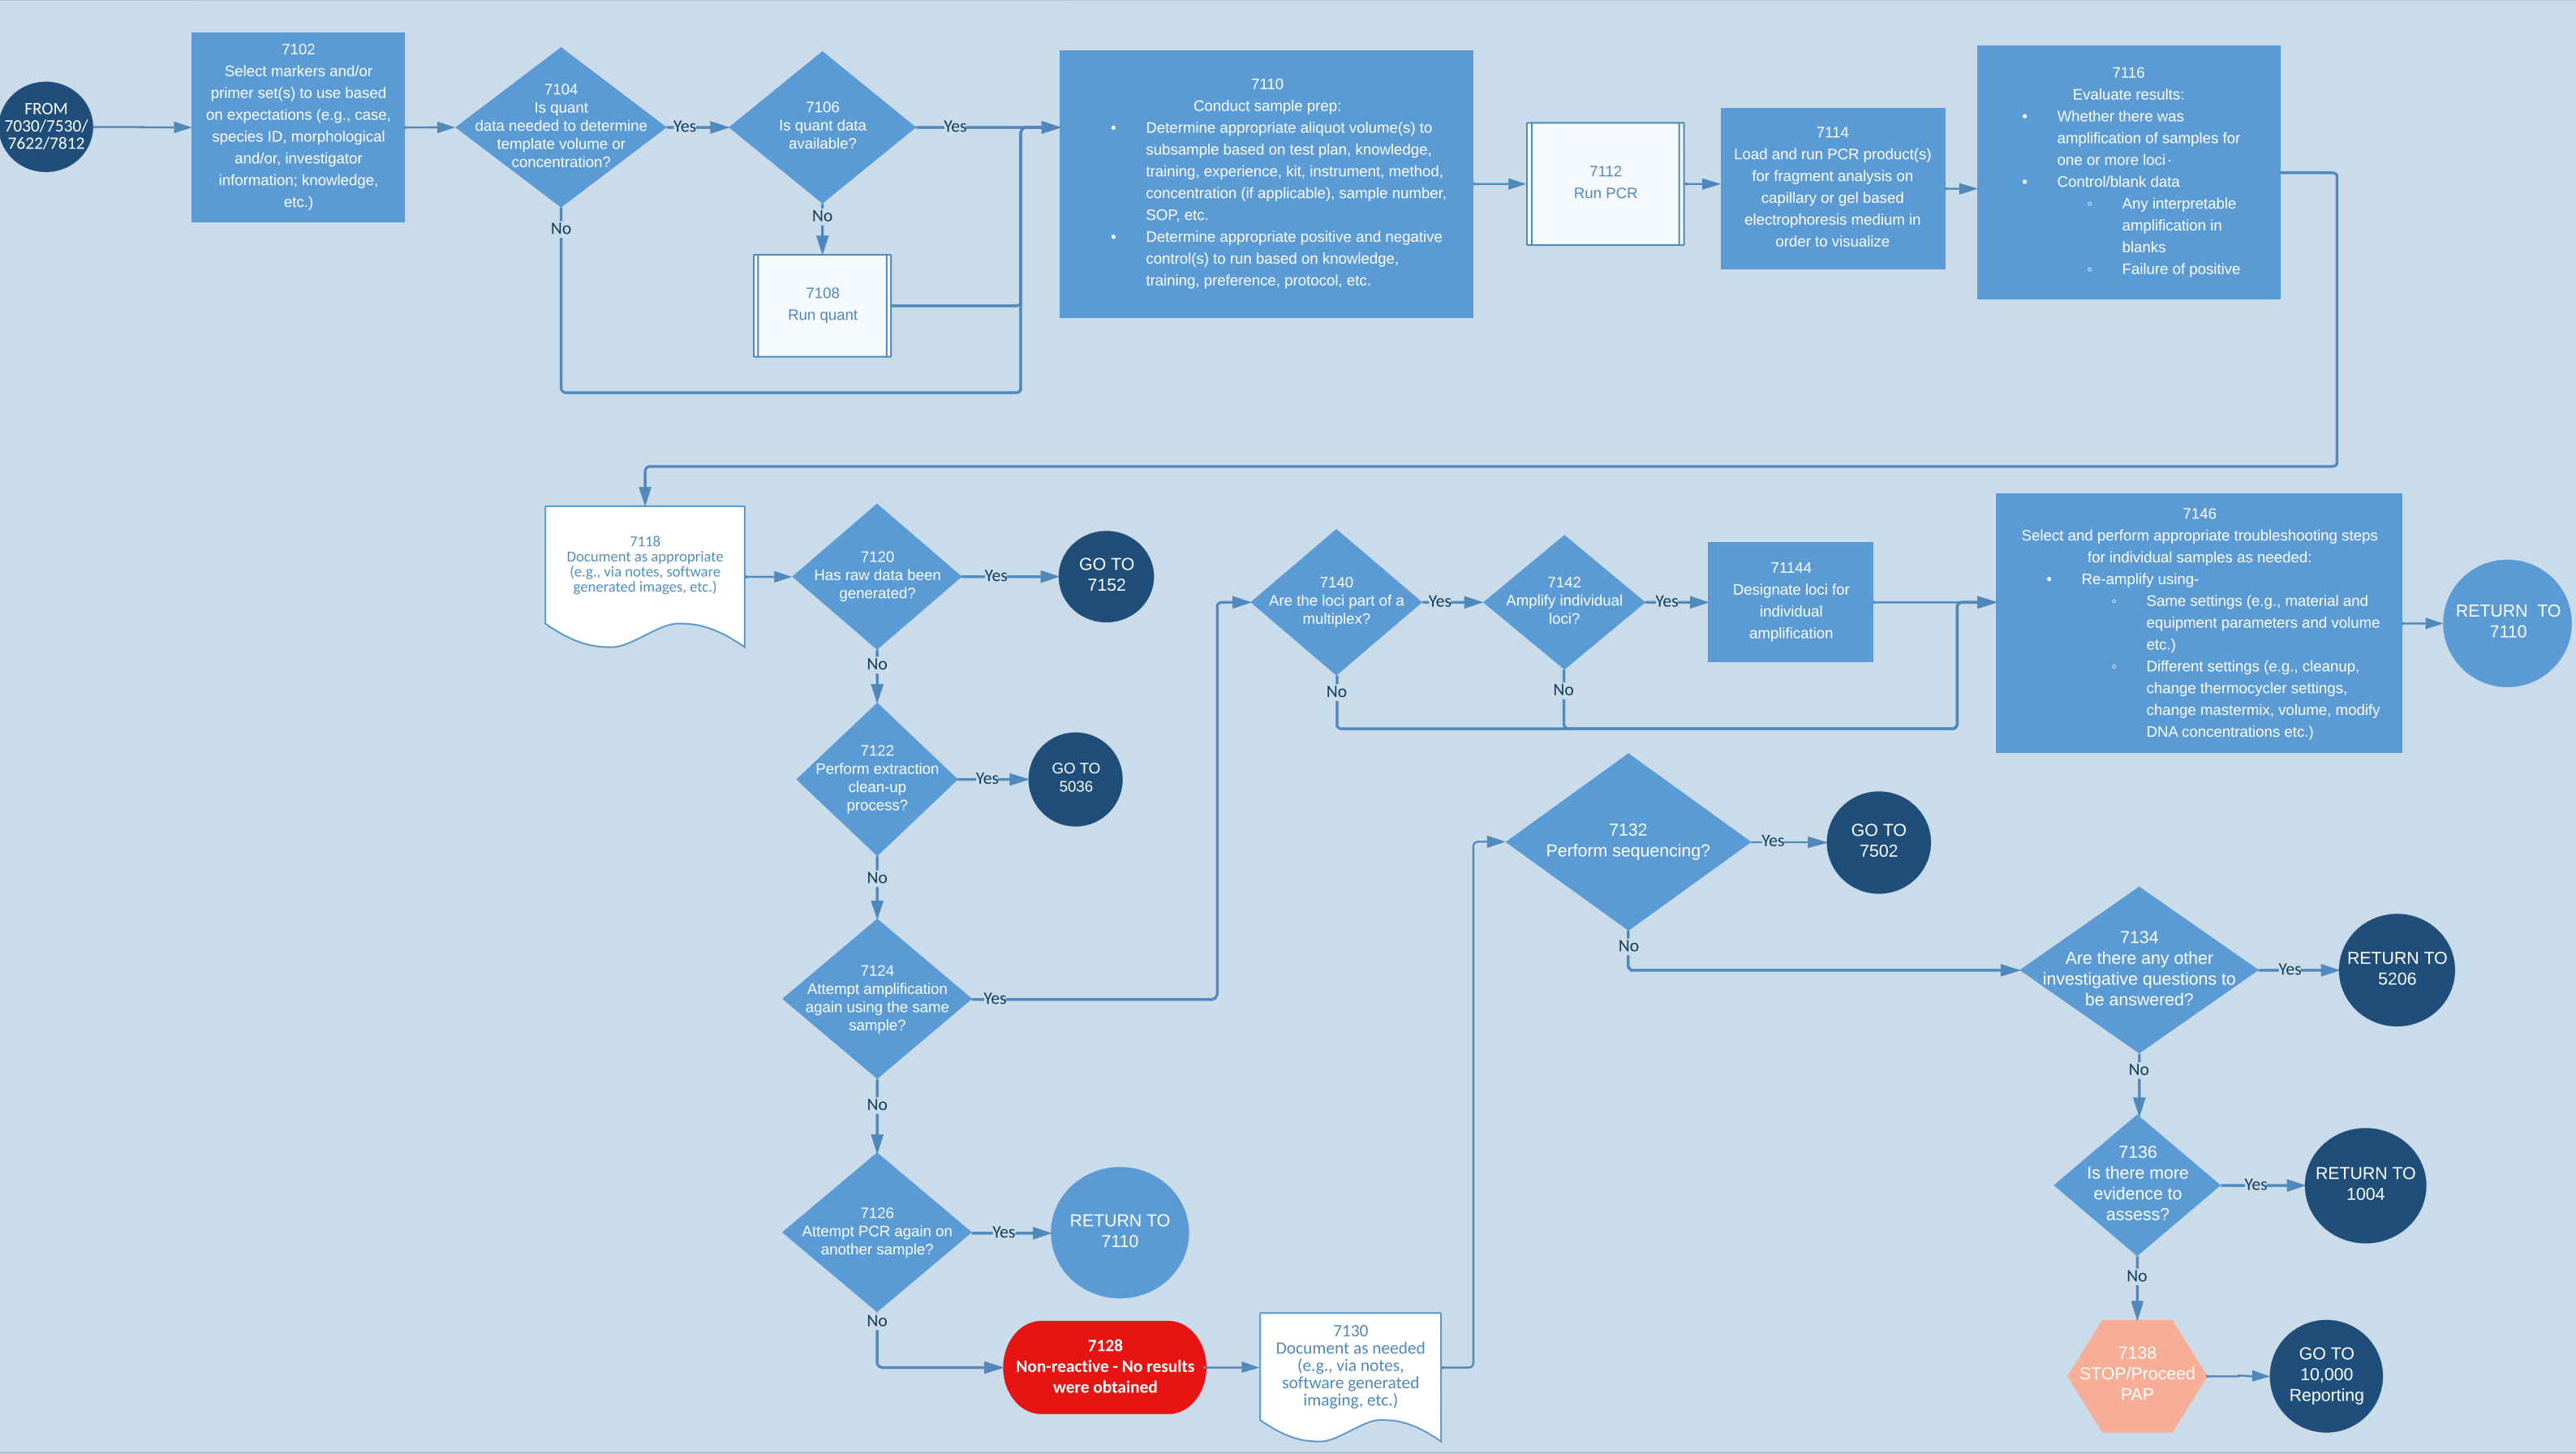 FROM
7030/7530/
7622/7812
7102
Select markers and/or
primer set(s) to use based
on expectations (e.g., case,
species ID, morphological
and/or, investigator
information; knowledge,
etc.)
7104
Is quant
data needed to determine
template volume or
concentration?
Yes
No
7106
Is quant data
available?
Yes
No
7108
Run quant
7110
Conduct sample prep:
• Determine appropriate aliquot volume(s) to
subsample based on test plan, knowledge,
training, experience, kit, instrument, method,
concentration (if applicable), sample number,
SOP, etc.
• Determine appropriate positive and negative
control(s) to run based on knowledge,
training, preference, protocol, etc.
7112
Run PCR
7114
Load and run PCR product(s)
for fragment analysis on
capillary or gel based
electrophoresis medium in
order to visualize
7116
Evaluate results:
• Whether there was
amplification of samples for
one or more loci·
• Control/blank data
◦ Any interpretable
amplification in
blanks
◦ Failure of positive
7118
Document as appropriate
(e.g., via notes, software
generated images, etc.)
7120
Has raw data been
generated?
Yes
GO TO
7152
No
7122
Perform extraction
clean-up
process?
Yes
GO TO
5036
No
7124
Attempt amplification
again using the same
sample?
Yes
No
7126
Attempt PCR again on
another sample?
Yes
RETURN TO
7110
No
7128
Non-reactive - No results
were obtained
7130
Document as needed
(e.g., via notes,
software generated
imaging, etc.)
7140
Are the loci part of a
multiplex?
Yes
No
7142
Amplify individual
loci?
Yes
No
71144
Designate loci for
individual
amplification
7146
Select and perform appropriate troubleshooting steps
for individual samples as needed:
• Re-amplify using-
◦ Same settings (e.g., material and
equipment parameters and volume
etc.)
◦ Different settings (e.g., cleanup,
change thermocycler settings,
change mastermix, volume, modify
DNA concentrations etc.)
RETURN TO
7110
7132
Perform sequencing?
Yes
GO TO
7502
No
7134
Are there any other
investigative questions to
be answered?
Yes
RETURN TO
5206
No
7136
Is there more
evidence to
assess?
Yes
RETURN TO
1004
No
7138
STOP/Proceed
PAP
GO TO
10,000
Reporting